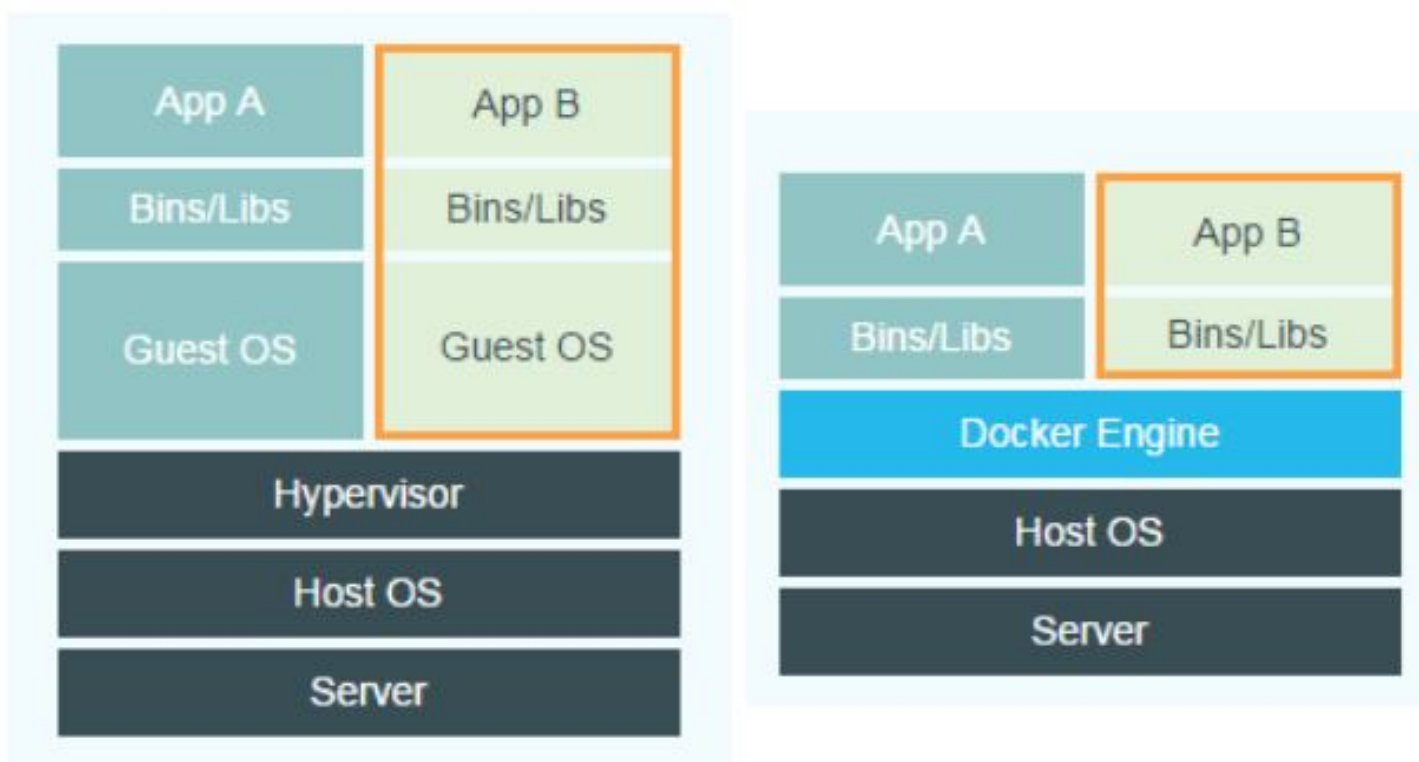 App A
App B
Bins/Libs
Bins/Libs
Guest OS
Guest OS
Hypervisor
Host OS
Server
App A
App B
Bins/Libs
Bins/Libs
Docker Engine
Host OS
Server